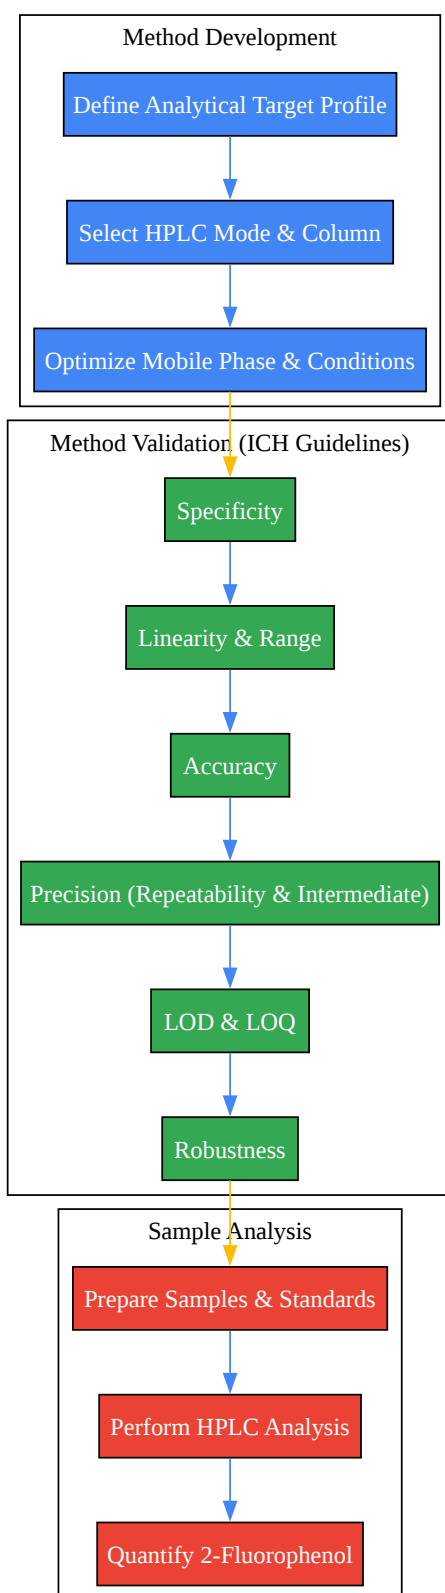 Method Development
Define Analytical Target Profile
Select HPLC Mode & Column
Optimize Mobile Phase & Conditions
Method Validation (ICH Guidelines)
Specificity
Linearity & Range
Accuracy
Precision (Repeatability & Intermediate)
LOD & LOQ
Robustness
Sample Analysis
Prepare Samples & Standards
Perform HPLC Analysis
Quantify 2-Fluorophenol